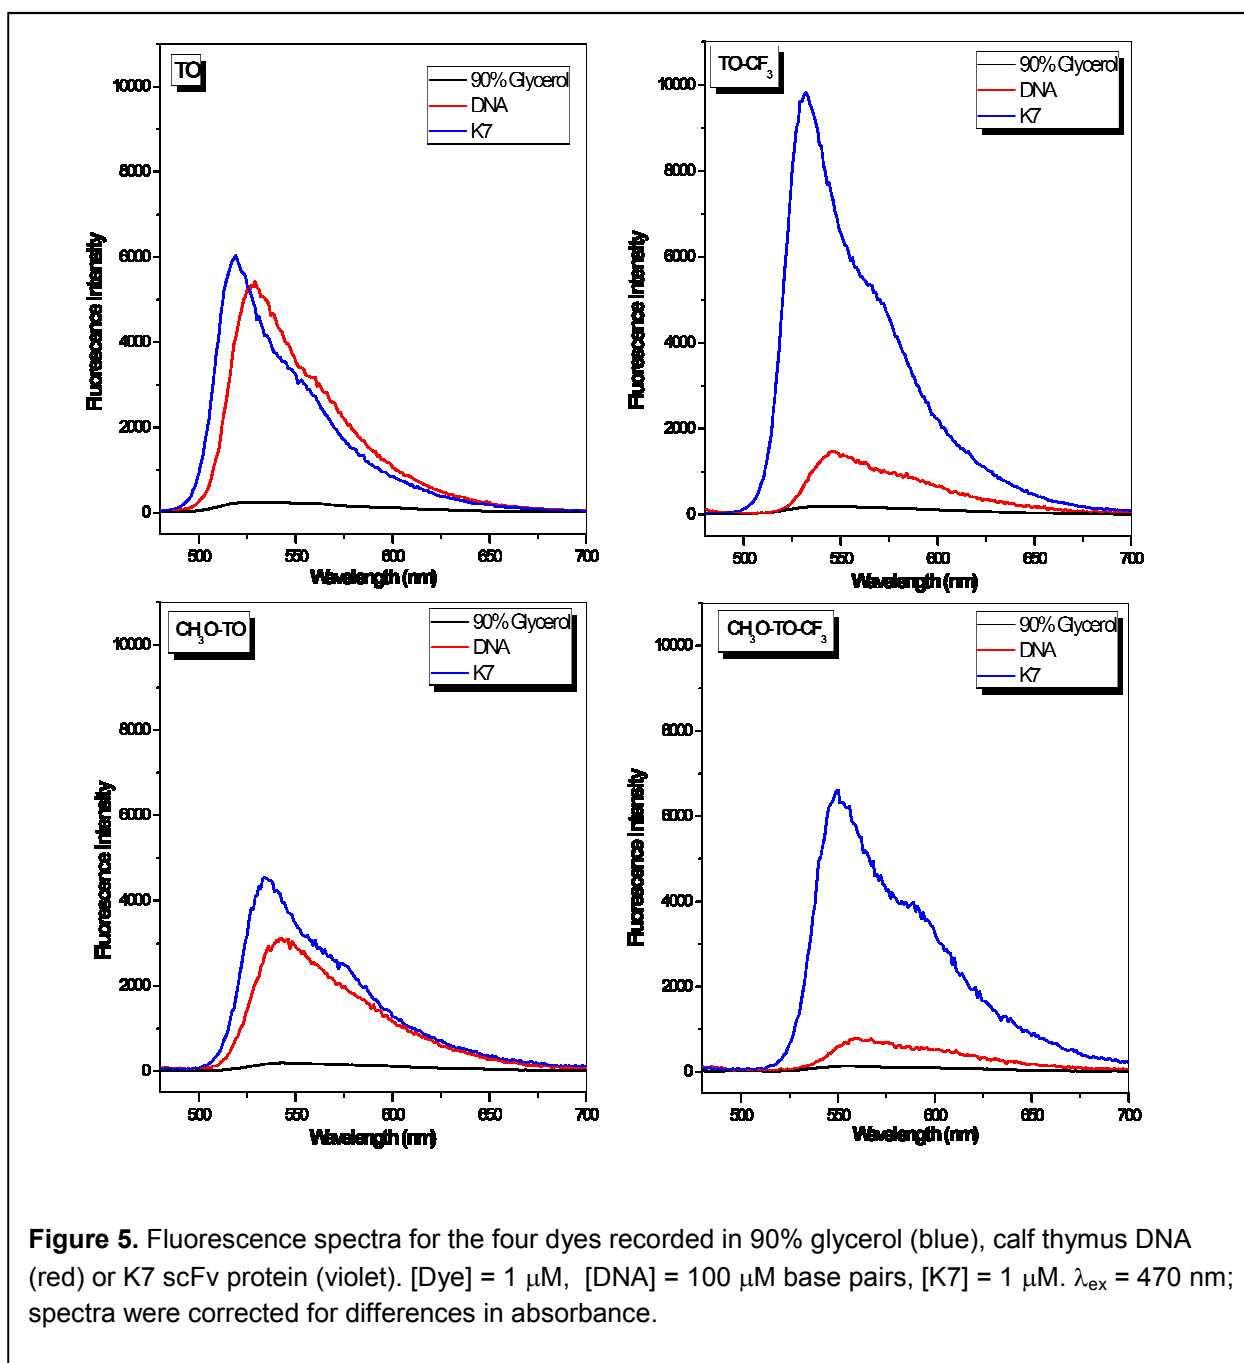 TO
90% Glycerol
DNA
K7
10000
8000
6000
4000
2000
0
Fluorescence Intensity
500 550 600 650 700
Wavelength (nm)
TO-CF3
90% Glycerol
DNA
K7
10000
8000
6000
4000
2000
0
Fluorescence Intensity
500 550 600 650 700
Wavelength (nm)
CH3O-TO
90% Glycerol
DNA
K7
10000
8000
6000
4000
2000
0
Fluorescence Intensity
500 550 600 650 700
Wavelength (nm)
CH3O-TO-CF3
90% Glycerol
DNA
K7
10000
8000
6000
4000
2000
0
Fluorescence Intensity
500 550 600 650 700
Wavelength (nm)
Figure 5. Fluorescence spectra for the four dyes recorded in 90% glycerol (blue), calf thymus DNA
(red) or K7 scFv protein (violet). [Dye] = 1 μM, [DNA] = 100 μM base pairs, [K7] = 1 μM. λex = 470 nm;
spectra were corrected for differences in absorbance.